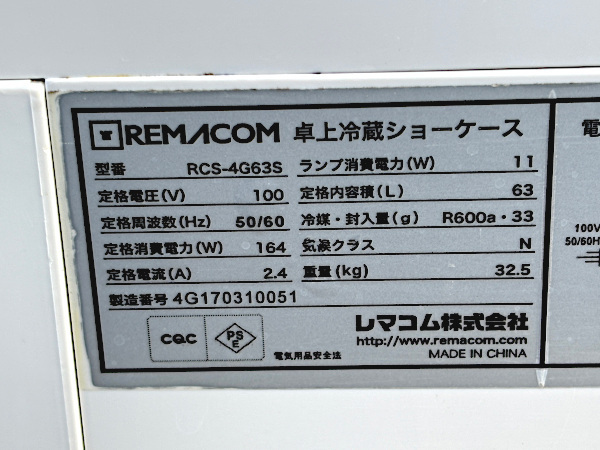 REMACOM 卓上冷蔵ショーケース
型番 RCS-4G63S ランプ消費電力(W) 11
定格電圧(V) 100 定格内容積(L) 63
定格周波数(Hz) 50/60 冷媒・封入量(g) R600a・33
定格消費電力(W) 164 気候クラス N
定格電流(A) 2.4 重量(kg) 32.5
製造番号 4G170310051
レマコム株式会社
CQC PSE 電気用品安全法 http://www.remacom.com
MADE IN CHINA
電
100V
50/60H